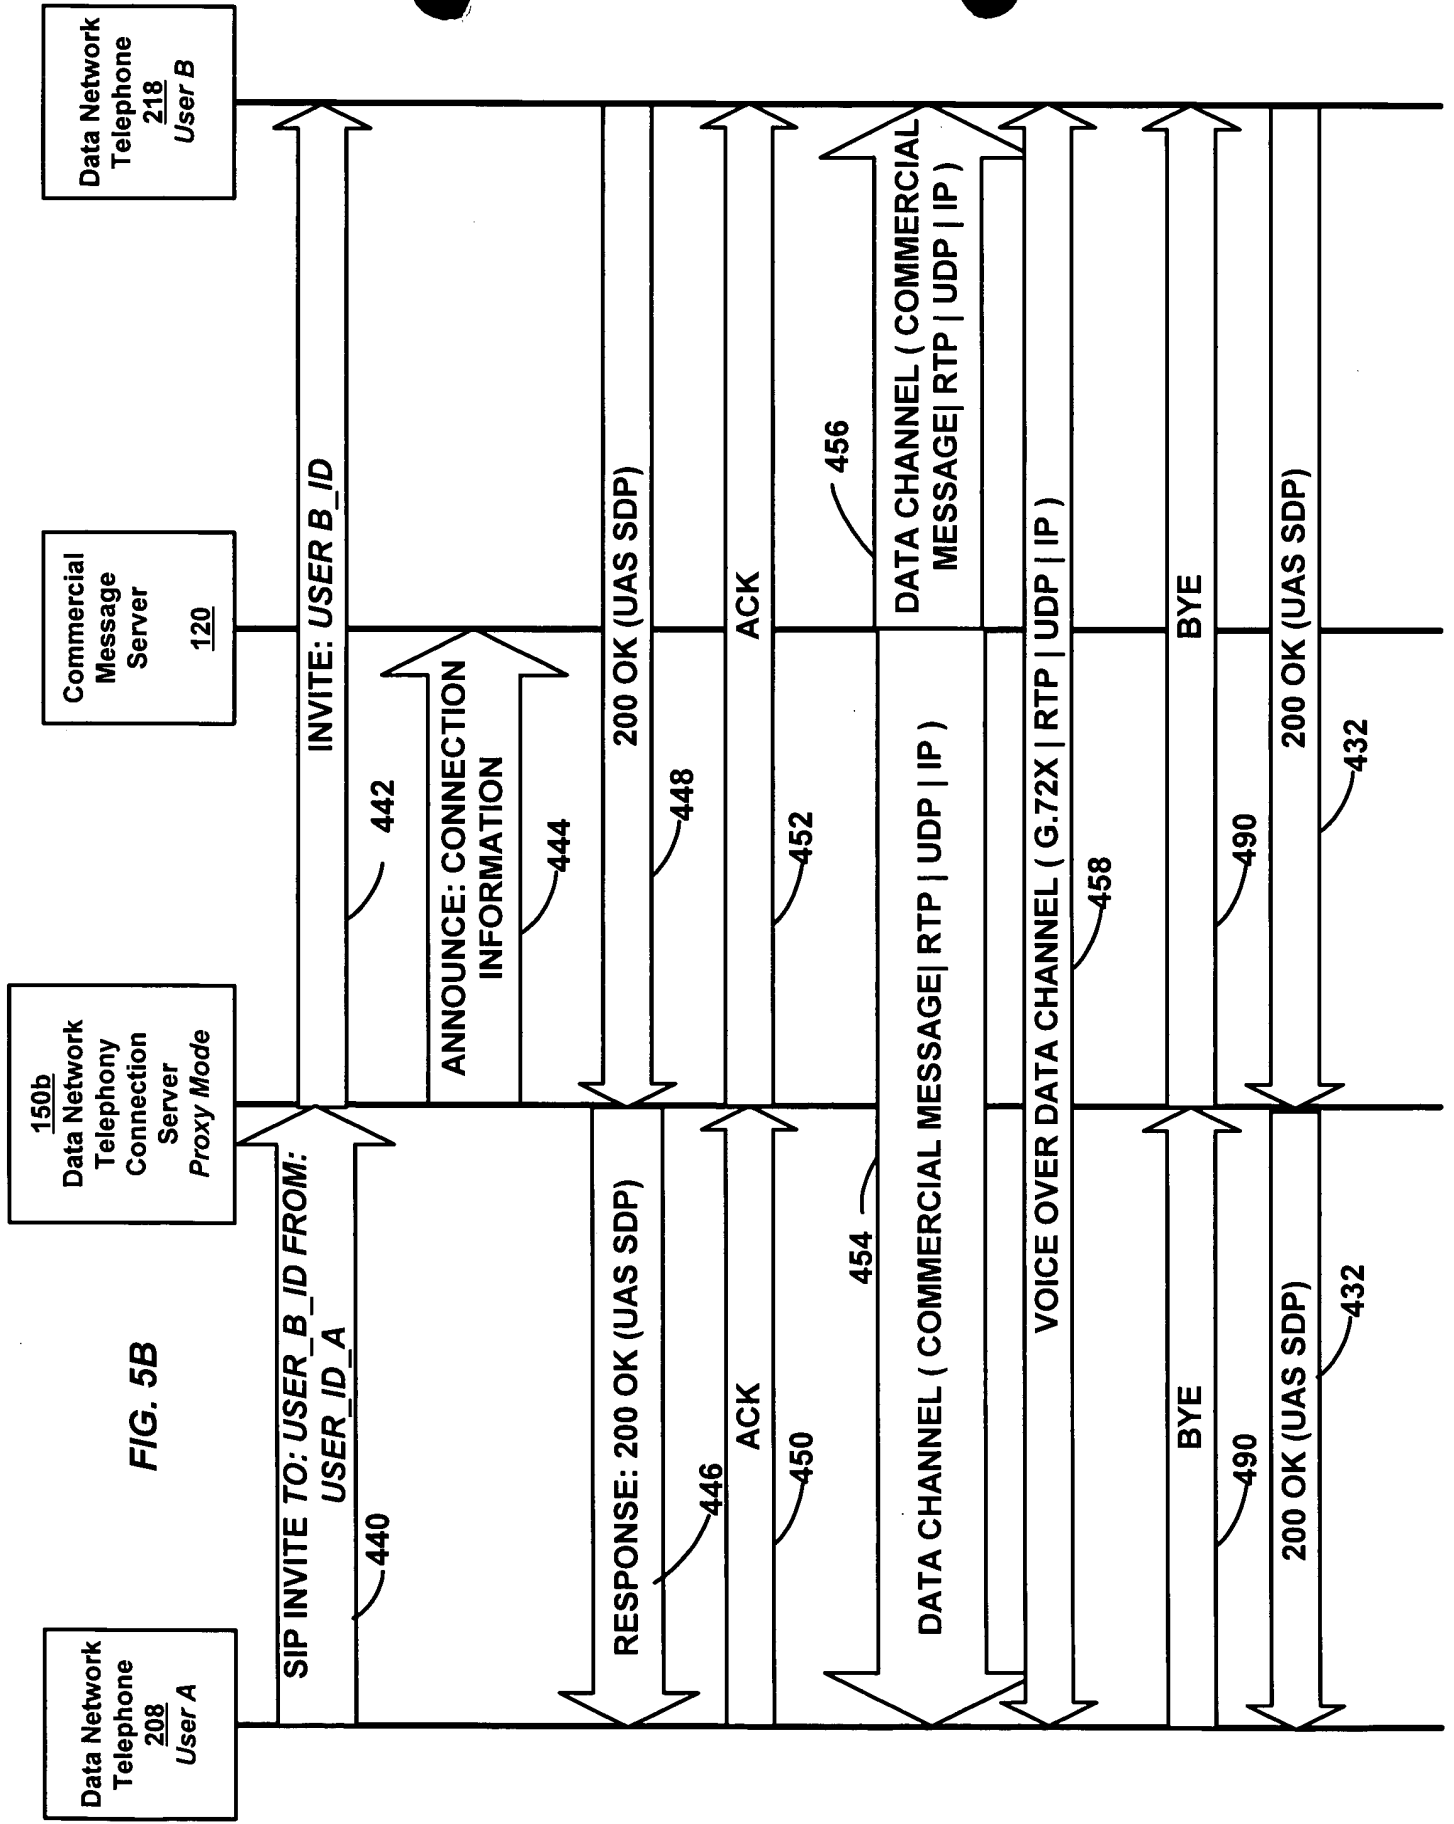 FIG. 5B
Data Network
Telephone
208
User A
150b
Data Network
Telephony
Connection
Server
Proxy Mode
Commercial
Message
Server
120
Data Network
Telephone
218
User B
SIP INVITE TO: USER_B_ID FROM:
USER_ID_A
440
INVITE: USER B_ID
442
ANNOUNCE: CONNECTION
INFORMATION
444
RESPONSE: 200 OK (UAS SDP)
446
200 OK (UAS SDP)
448
ACK
450
ACK
452
454
DATA CHANNEL ( COMMERCIAL MESSAGE| RTP | UDP | IP )
456
DATA CHANNEL ( COMMERCIAL
MESSAGE| RTP | UDP | IP )
VOICE OVER DATA CHANNEL ( G.72X | RTP | UDP | IP )
458
BYE
490
BYE
490
200 OK (UAS SDP)
432
200 OK (UAS SDP)
432